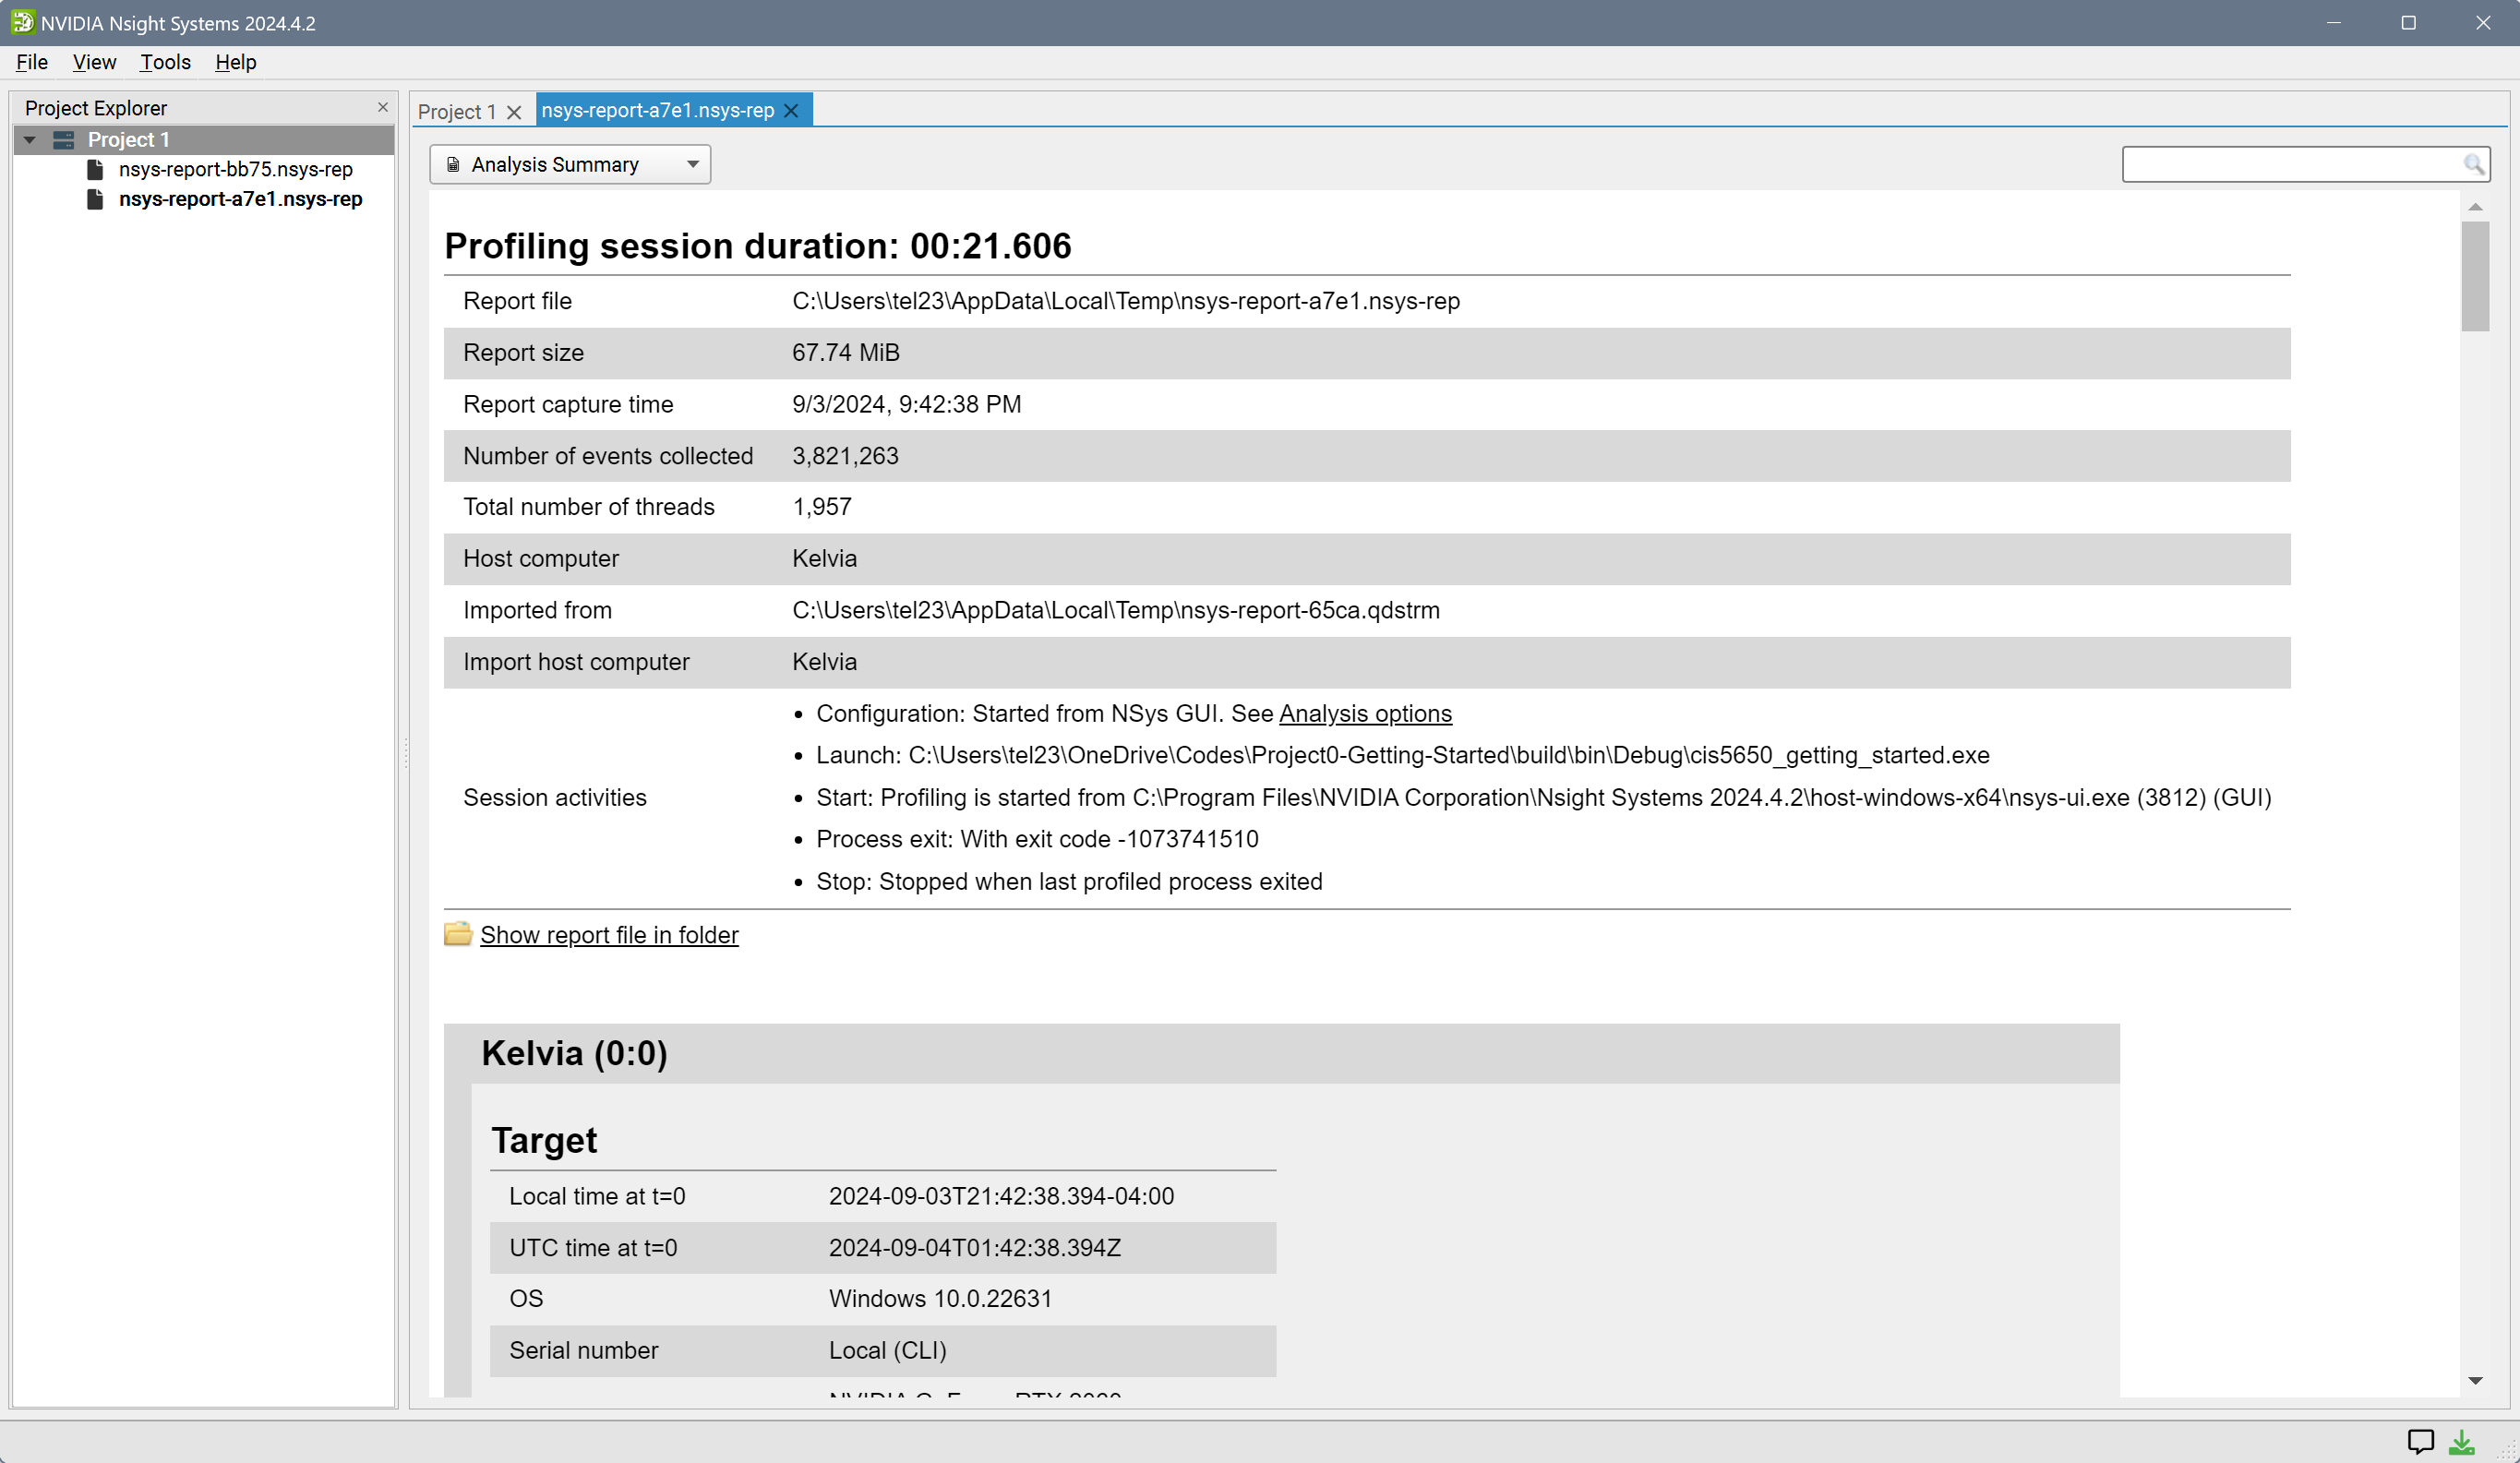 NVIDIA Nsight Systems 2024.4.2
File View Tools Help
Project Explorer
Project 1
nsys-report-bb75.nsys-rep
nsys-report-a7e1.nsys-rep
Project 1 nsys-report-a7e1.nsys-rep
Analysis Summary
Profiling session duration: 00:21.606
Report file C:\Users\tel23\AppData\Local\Temp\nsys-report-a7e1.nsys-rep
Report size 67.74 MiB
Report capture time 9/3/2024, 9:42:38 PM
Number of events collected 3,821,263
Total number of threads 1,957
Host computer Kelvia
Imported from C:\Users\tel23\AppData\Local\Temp\nsys-report-65ca.qdstrm
Import host computer Kelvia
Session activities
• Configuration: Started from NSys GUI. See Analysis options
• Launch: C:\Users\tel23\OneDrive\Codes\Project0-Getting-Started\build\bin\Debug\cis5650_getting_started.exe
• Start: Profiling is started from C:\Program Files\NVIDIA Corporation\Nsight Systems 2024.4.2\host-windows-x64\nsys-ui.exe (3812) (GUI)
• Process exit: With exit code -1073741510
• Stop: Stopped when last profiled process exited
Show report file in folder
Kelvia (0:0)
Target
Local time at t=0 2024-09-03T21:42:38.394-04:00
UTC time at t=0 2024-09-04T01:42:38.394Z
OS Windows 10.0.22631
Serial number Local (CLI)